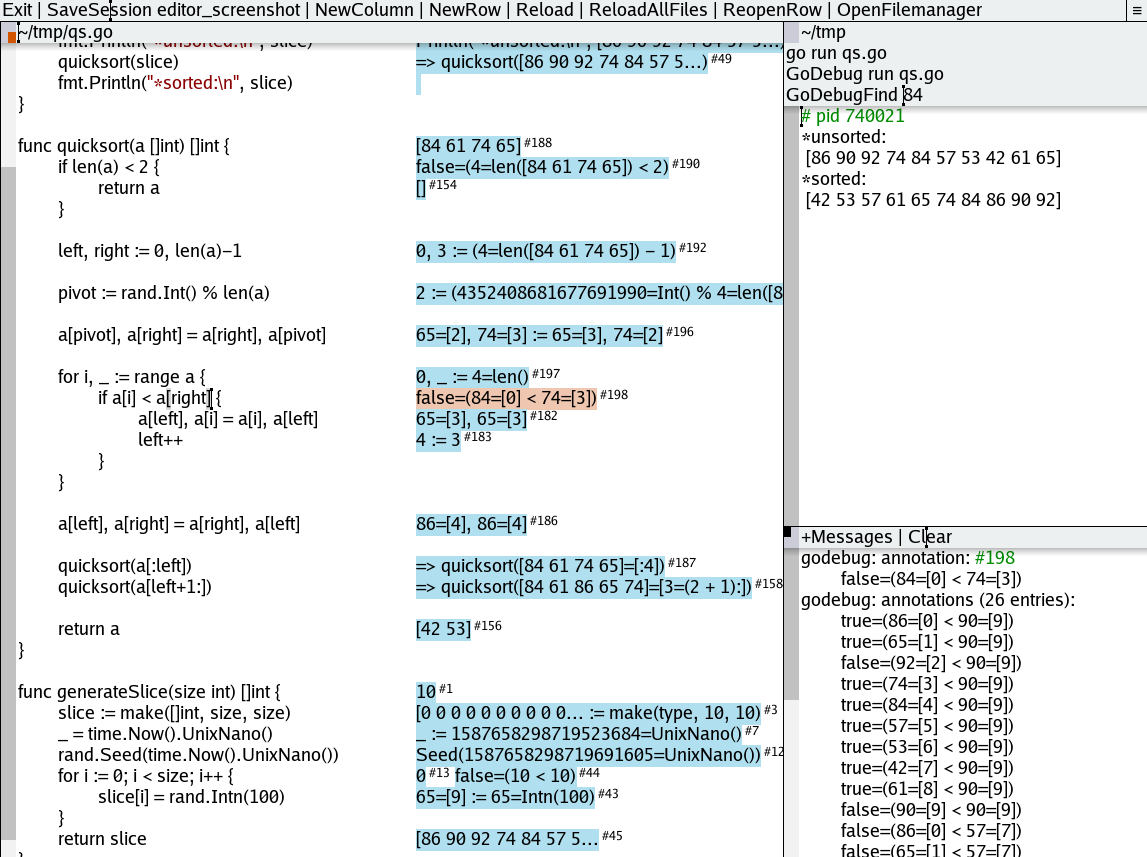 Exit | SaveSession editor_screenshot | NewColumn | NewRow | Reload | ReloadAllFiles | ReopenRow | OpenFilemanager ≡
~/tmp/qs.go
fmt.Println("*unsorted:\n", slice)
quicksort(slice) => quicksort([86 90 92 74 84 57 5...) #49
fmt.Println("*sorted:\n", slice)
}
func quicksort(a []int) []int { [84 61 74 65] #188
if len(a) < 2 { false=(4=len([84 61 74 65]) < 2) #190
return a [] #154
}
left, right := 0, len(a)-1 0, 3 := (4=len([84 61 74 65]) - 1) #192
pivot := rand.Int() % len(a) 2 := (4352408681677691990=Int() % 4=len([8
a[pivot], a[right] = a[right], a[pivot] 65=[2], 74=[3] := 65=[3], 74=[2] #196
for i, _ := range a { 0, _ := 4=len() #197
if a[i] < a[right] { false=(84=[0] < 74=[3]) #198
a[left], a[i] = a[i], a[left] 65=[3], 65=[3] #182
left++ 4 := 3 #183
}
}
a[left], a[right] = a[right], a[left] 86=[4], 86=[4] #186
quicksort(a[:left]) => quicksort([84 61 74 65]=[:4]) #187
quicksort(a[left+1:]) => quicksort([84 61 86 65 74]=[3=(2 + 1):]) #158
return a [42 53] #156
}
func generateSlice(size int) []int { 10 #1
slice := make([]int, size, size) [0 0 0 0 0 0 0 0 0 0... := make(type, 10, 10) #3
_ = time.Now().UnixNano() _ := 1587658298719523684=UnixNano() #7
rand.Seed(time.Now().UnixNano()) Seed(1587658298719691605=UnixNano()) #12
for i := 0; i < size; i++ { 0 #13 false=(10 < 10) #44
slice[i] = rand.Intn(100) 65=[9] := 65=Intn(100) #43
}
return slice [86 90 92 74 84 57 5... #45
~/tmp
go run qs.go
GoDebug run qs.go
GoDebugFind 84
# pid 740021
*unsorted:
[86 90 92 74 84 57 53 42 61 65]
*sorted:
[42 53 57 61 65 74 84 86 90 92]
+Messages | Clear
godebug: annotation: #198
false=(84=[0] < 74=[3])
godebug: annotations (26 entries):
true=(86=[0] < 90=[9])
true=(65=[1] < 90=[9])
false=(92=[2] < 90=[9])
true=(74=[3] < 90=[9])
true=(84=[4] < 90=[9])
true=(57=[5] < 90=[9])
true=(53=[6] < 90=[9])
true=(42=[7] < 90=[9])
true=(61=[8] < 90=[9])
false=(90=[9] < 90=[9])
false=(86=[0] < 57=[7])
false=(65=[1] < 57=[7])